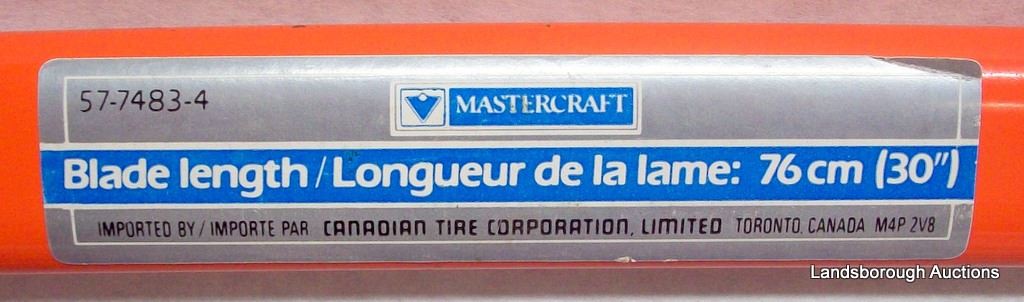 57-7483-4
MASTERCRAFT
Blade length / Longueur de la lame: 76 cm (30")
IMPORTED BY / IMPORTE PAR CANADIAN TIRE CORPORATION, LIMITED TORONTO, CANADA M4P 2V8
Landsborough Auctions